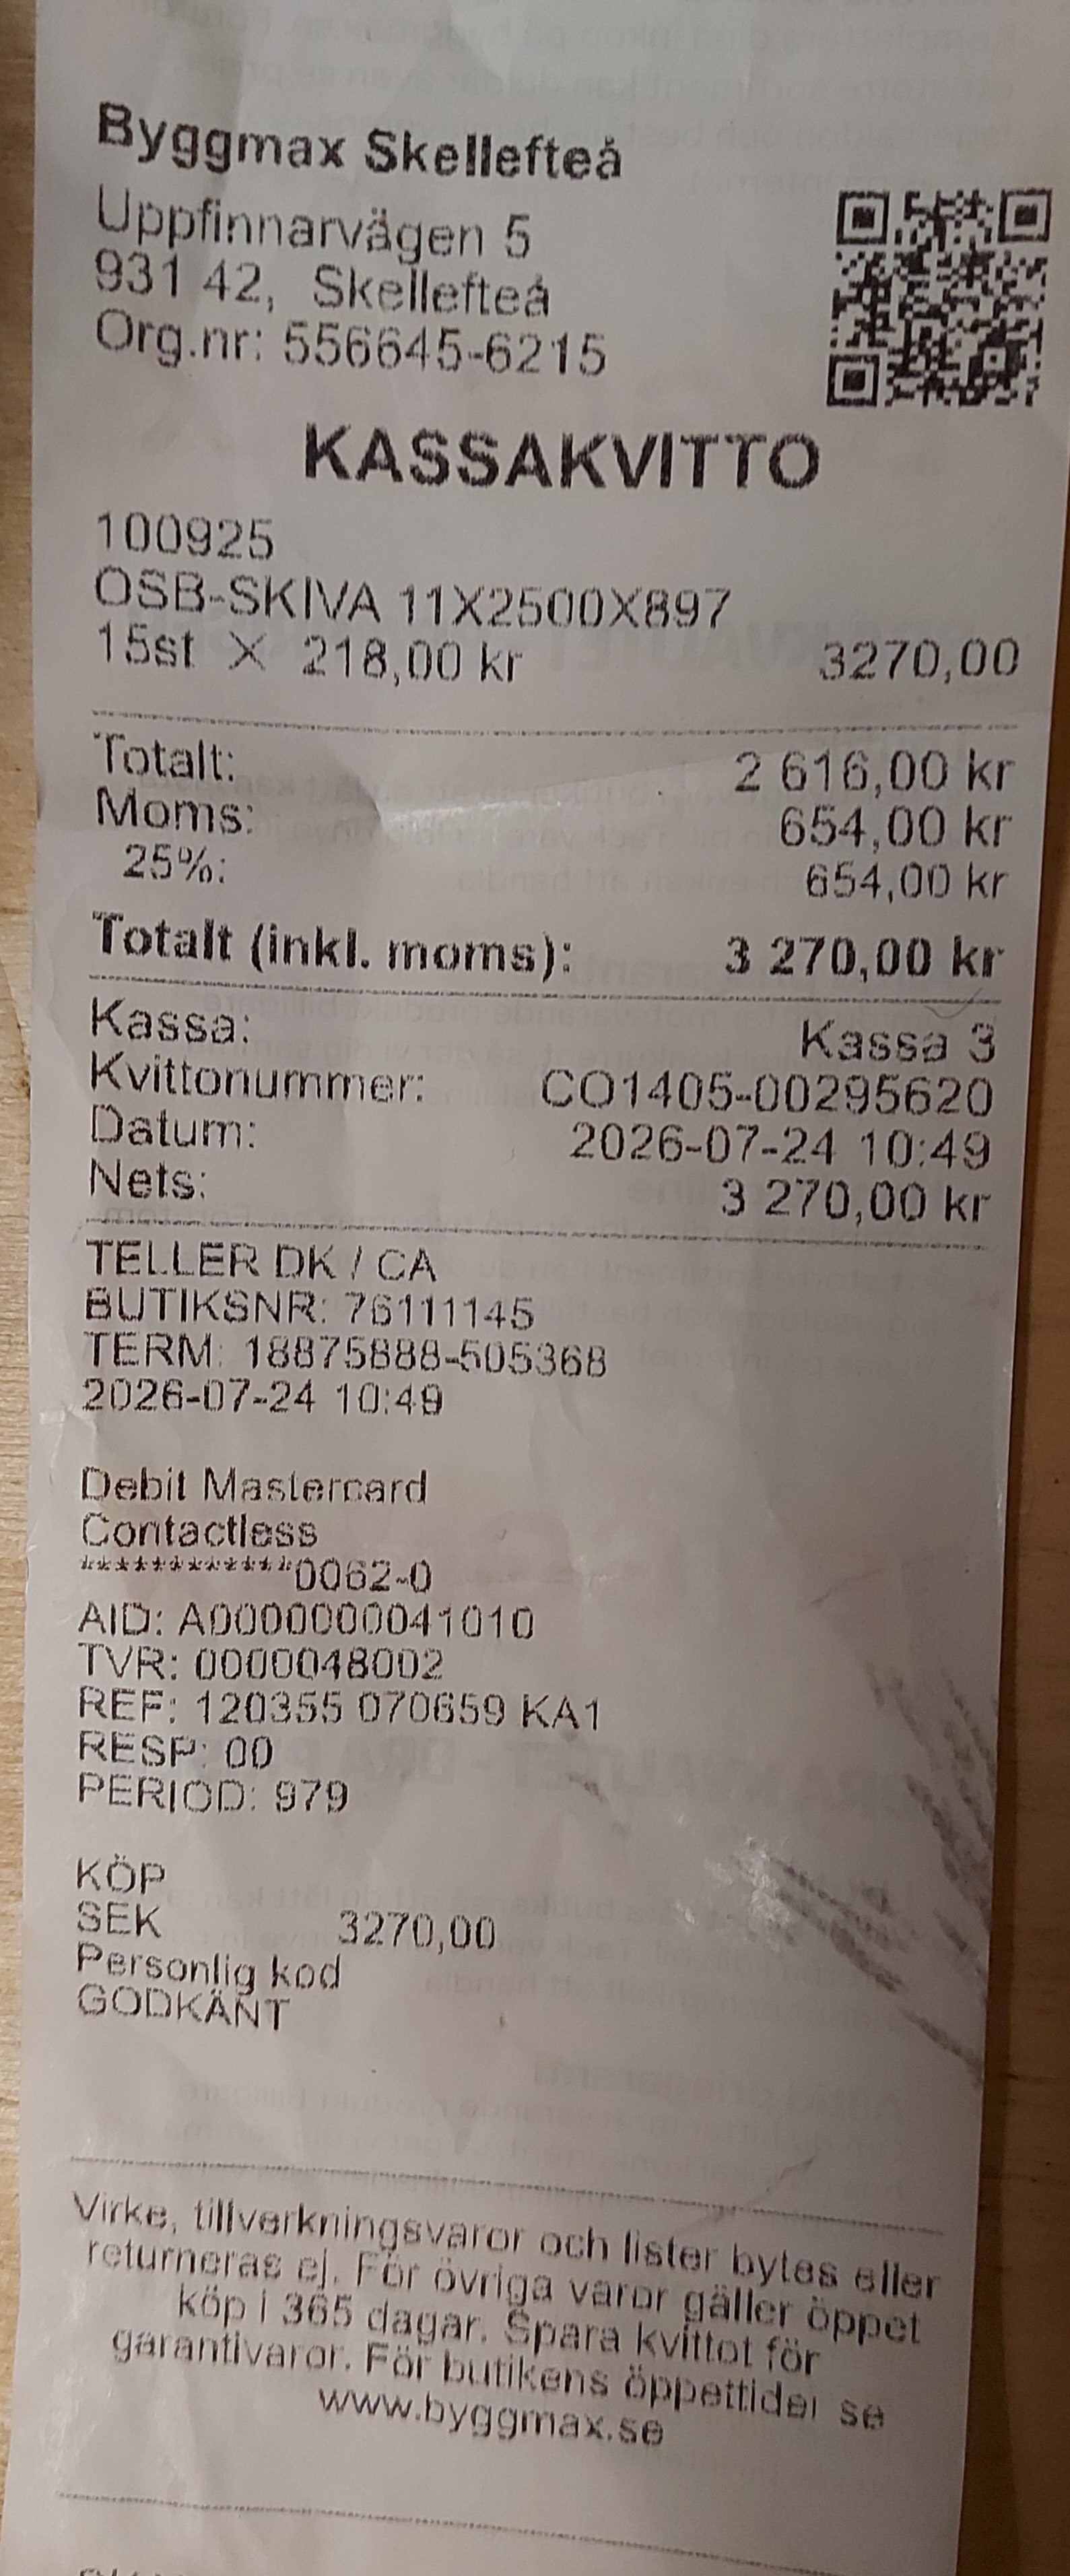 Byggmax Skellefteå
Uppfinnarvägen 5
931 42, Skellefteå
Org.nr: 556645-6215
KASSAKVITTO
100925
OSB-SKIVA 11X2500X897
15st X 218,00 kr 3270,00
Totalt: 2 616,00 kr
Moms: 654,00 kr
25%: 654,00 kr
Totalt (inkl. moms): 3 270,00 kr
Kassa: Kassa 3
Kvittonummer: CO1405-00295620
Datum: 2026-07-24 10:49
Nets: 3 270,00 kr
TELLER DK / CA
BUTIKSNR: 76111145
TERM: 18875888-505368
2026-07-24 10:49
Debit Mastercard
Contactless
************0062-0
AID: A0000000041010
TVR: 0000048002
REF: 120355 070659 KA1
RESP: 00
PERIOD: 979
KÖP
SEK 3270,00
Personlig kod
GODKÄNT
Virke, tillverkningsvaror och lister bytes eller
returneras ej. För övriga varor gäller öppet
köp i 365 dagar. Spara kvittot för
garantivaror. För butikens öppettider se
www.byggmax.se